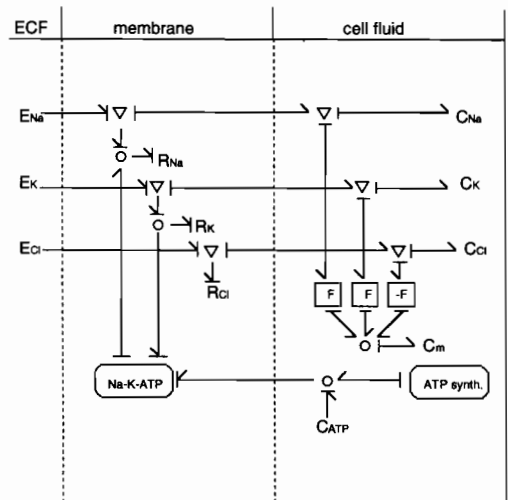 ECF membrane cell fluid
ENa CNa
RNa
EK CK
RK
ECl CCl
RCl F F -F
Cm
Na-K-ATP ATP synth.
CATP